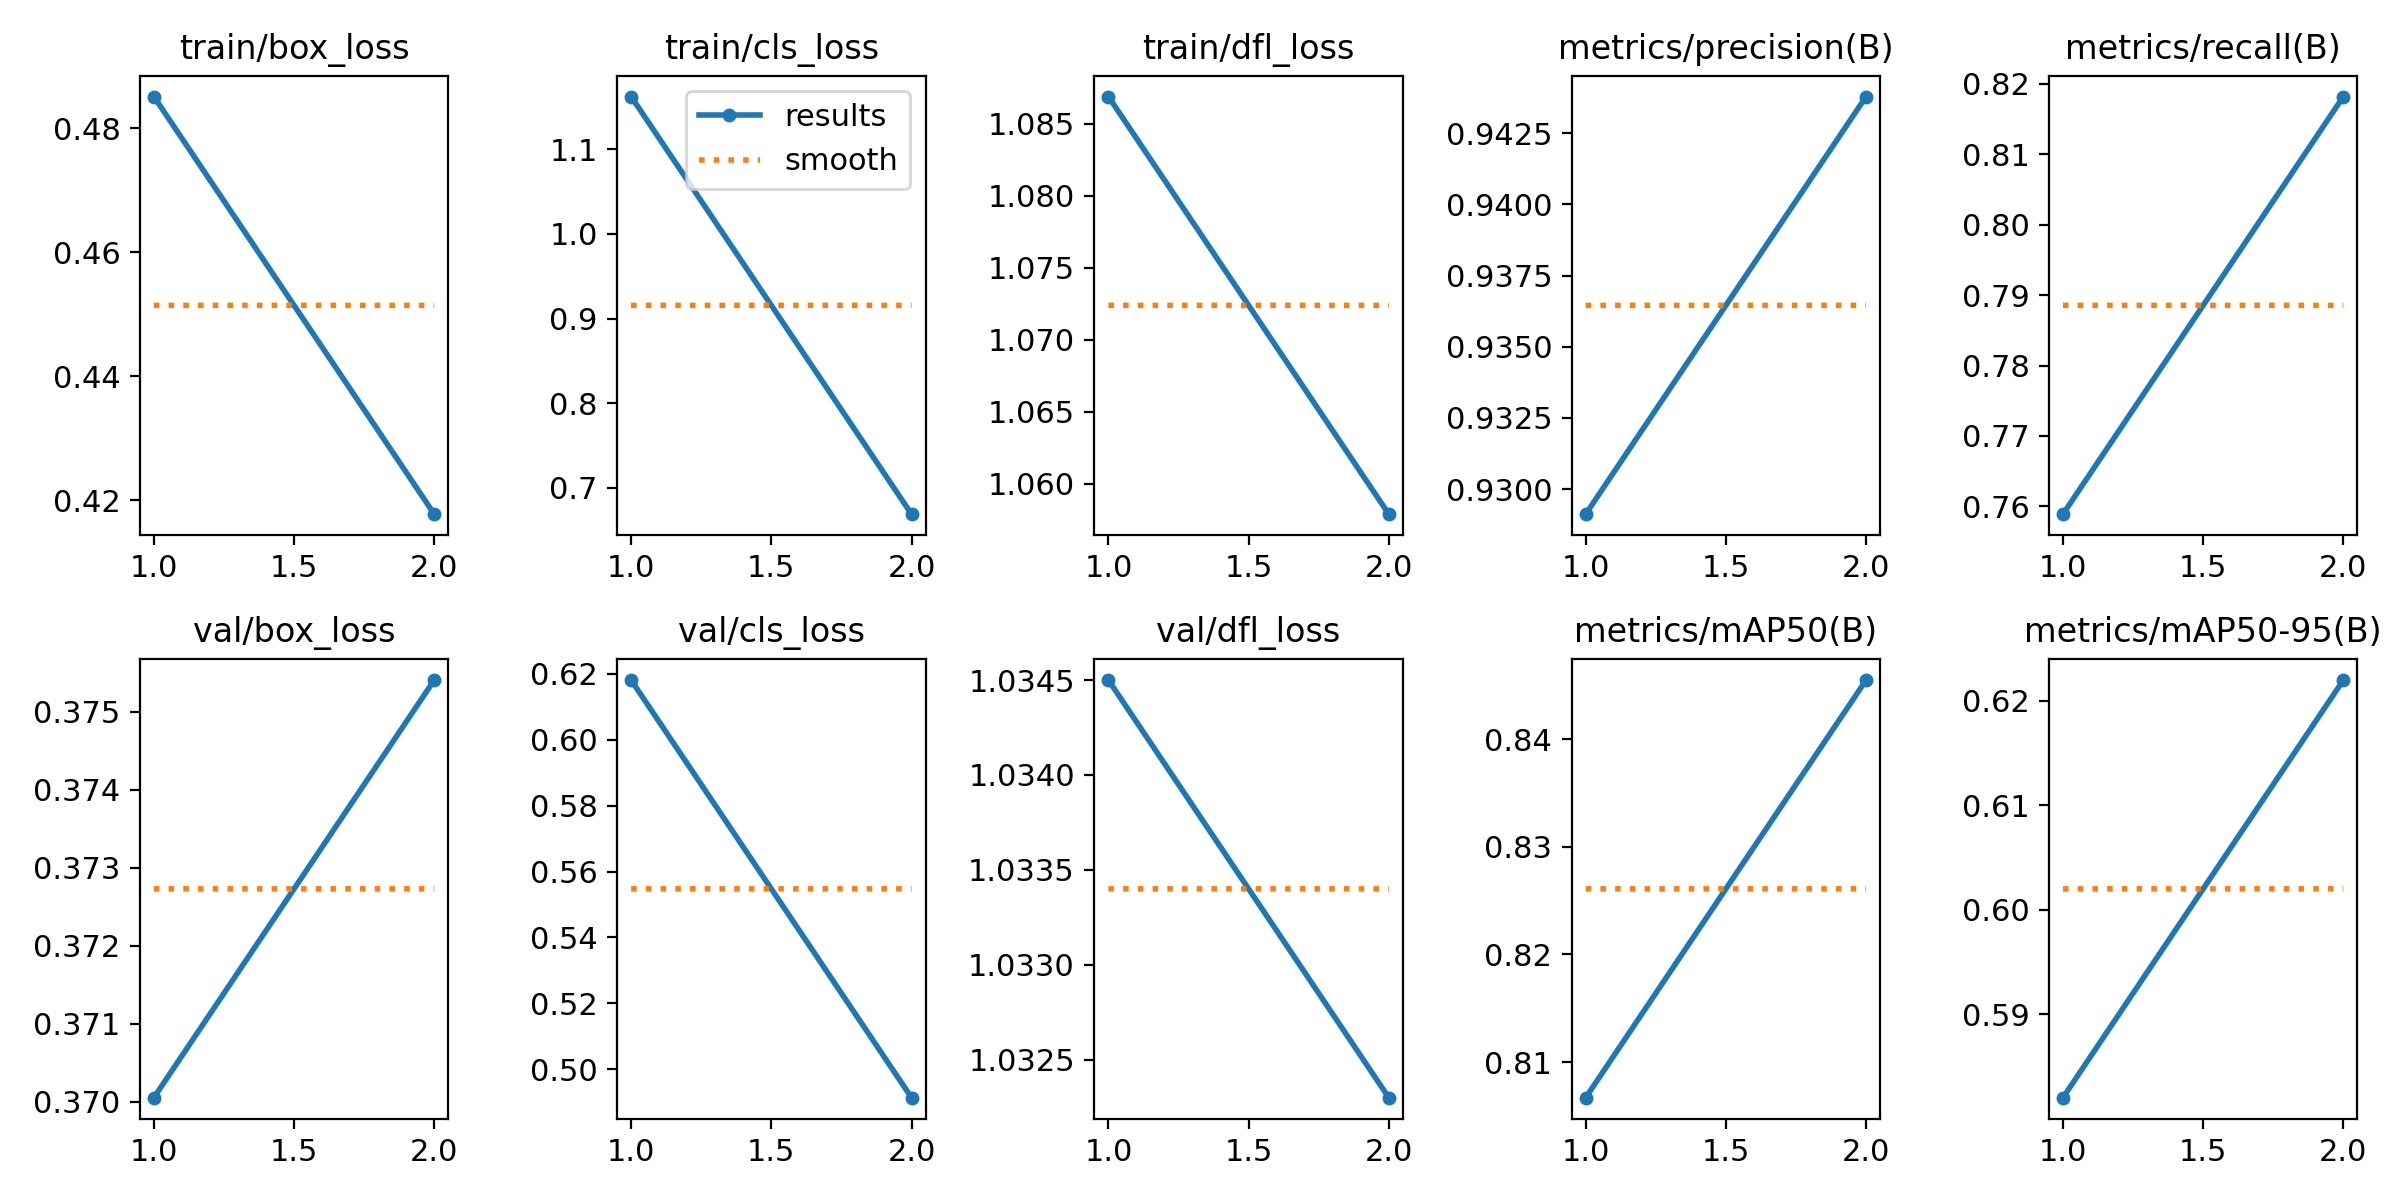 train/box_loss
0.48
0.46
0.44
0.42
1.0 1.5 2.0
train/cls_loss
results
smooth
1.1
1.0
0.9
0.8
0.7
1.0 1.5 2.0
train/dfl_loss
1.085
1.080
1.075
1.070
1.065
1.060
1.0 1.5 2.0
metrics/precision(B)
0.9425
0.9400
0.9375
0.9350
0.9325
0.9300
1.0 1.5 2.0
metrics/recall(B)
0.82
0.81
0.80
0.79
0.78
0.77
0.76
1.0 1.5 2.0
val/box_loss
0.375
0.374
0.373
0.372
0.371
0.370
1.0 1.5 2.0
val/cls_loss
0.62
0.60
0.58
0.56
0.54
0.52
0.50
1.0 1.5 2.0
val/dfl_loss
1.0345
1.0340
1.0335
1.0330
1.0325
1.0 1.5 2.0
metrics/mAP50(B)
0.84
0.83
0.82
0.81
1.0 1.5 2.0
metrics/mAP50-95(B)
0.62
0.61
0.60
0.59
1.0 1.5 2.0